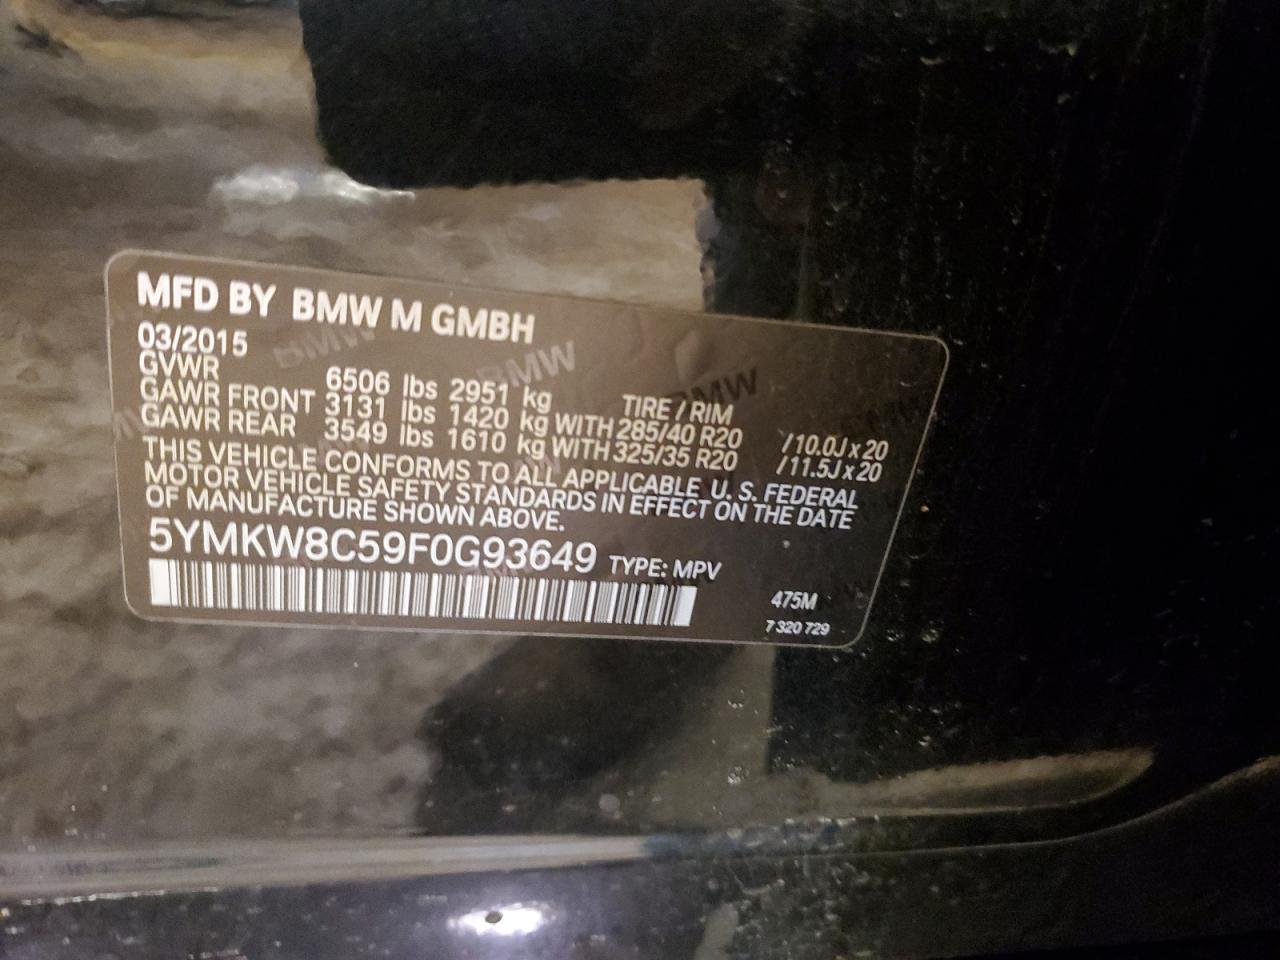 MFD BY BMW M GMBH
03/2015
GVWR 6506 lbs 2951 kg TIRE / RIM
GAWR FRONT 3131 lbs 1420 kg WITH 285/40 R20 /10.0J x 20
GAWR REAR 3549 lbs 1610 kg WITH 325/35 R20 /11.5J x 20
THIS VEHICLE CONFORMS TO ALL APPLICABLE U. S. FEDERAL
MOTOR VEHICLE SAFETY STANDARDS IN EFFECT ON THE DATE
OF MANUFACTURE SHOWN ABOVE.
5YMKW8C59F0G93649 TYPE: MPV
475M
7 320 729